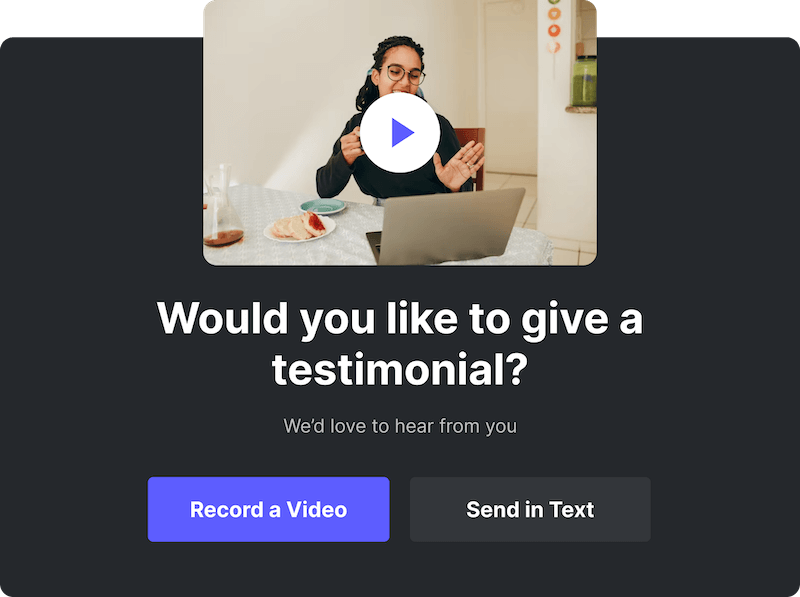 Would you like to give a
testimonial?
We’d love to hear from you
Record a Video
Send in Text